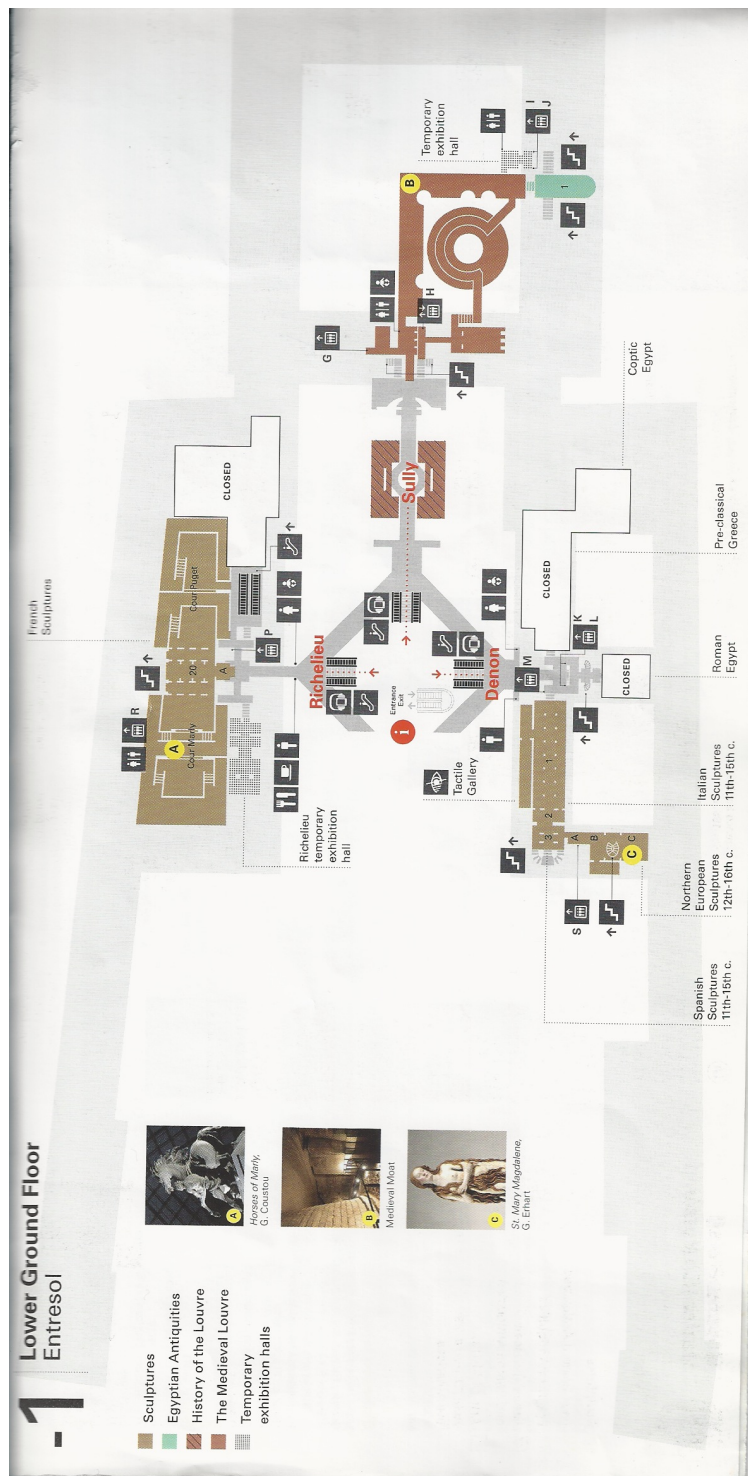 -1
Lower Ground Floor
Entresol
Sculptures
Egyptian Antiquities
History of the Louvre
The Medieval Louvre
Temporary
exhibition halls
A
Horses of Marly,
G. Coustou
B
Medieval Moat
C
St. Mary Magdalene,
G. Erhart
French
Sculptures
R
A
Cour Marly
20
A
P
Cour Puget
CLOSED
Richelieu
temporary
exhibition
hall
Richelieu
i
Entrance
Exit
Sully
Denon
G
H
B
Temporary
exhibition
hall
I
J
1
Tactile
Gallery
M
K
L
CLOSED
CLOSED
1
2
3
A
B
C
C
S
Spanish
Sculptures
11th-15th c.
Northern
European
Sculptures
12th-16th c.
Italian
Sculptures
11th-15th c.
Roman
Egypt
Pre-classical
Greece
Coptic
Egypt